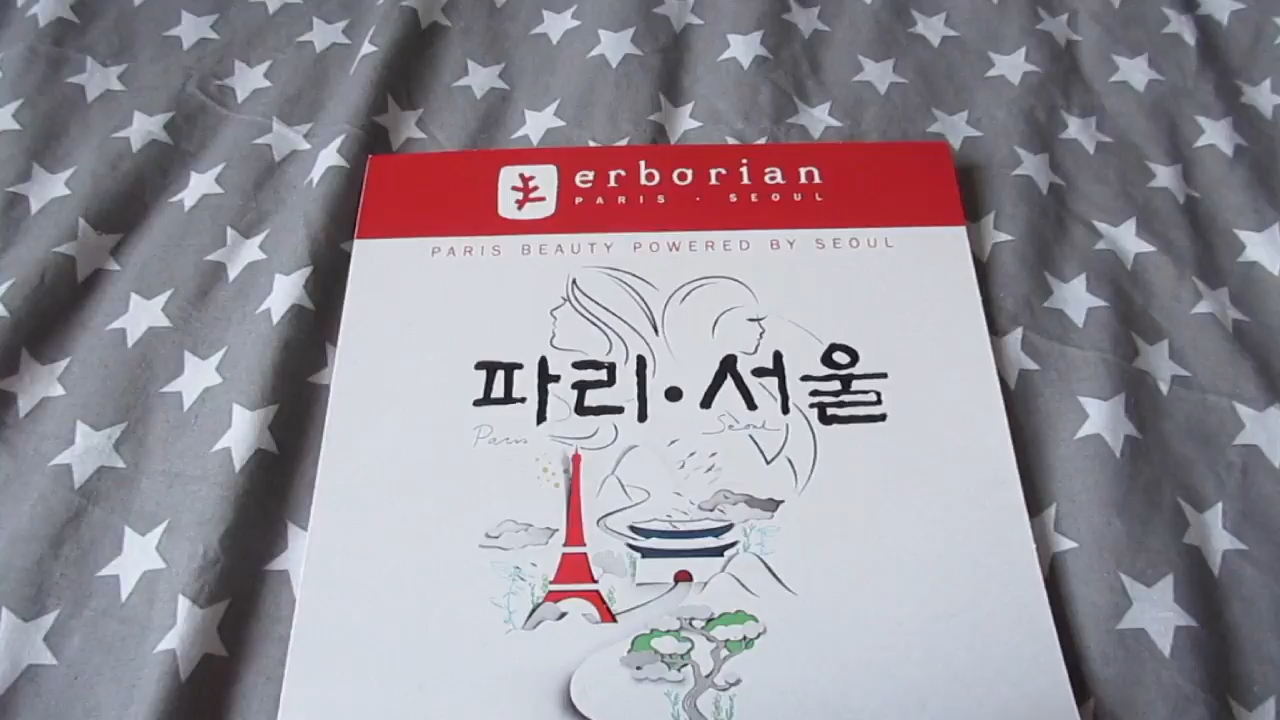 erborian
PARIS · SEOUL
PARIS BEAUTY POWERED BY SEOUL
파리·서울
Paris Seoul